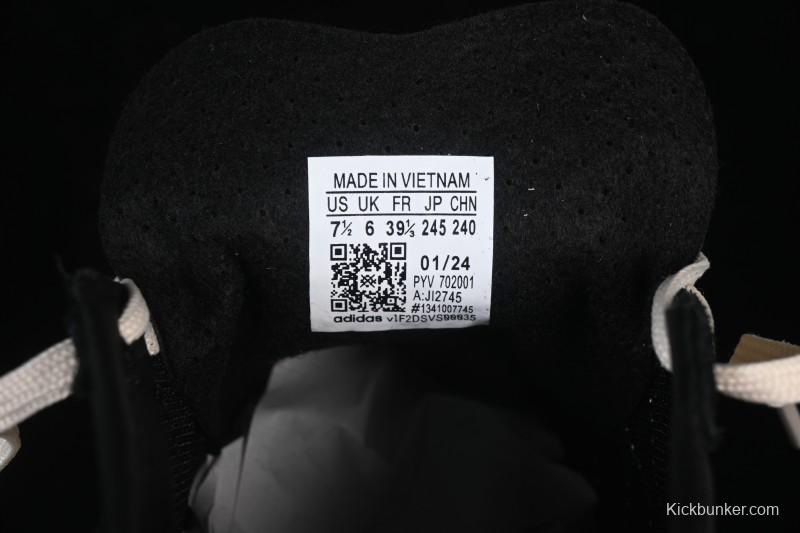 MADE IN VIETNAM
US UK FR JP CHN
7½ 6 39⅓ 245 240
01/24
PYV 702001
A:JI2745
#1341007745
adidas v1F2DSVS00035
Kickbunker.com